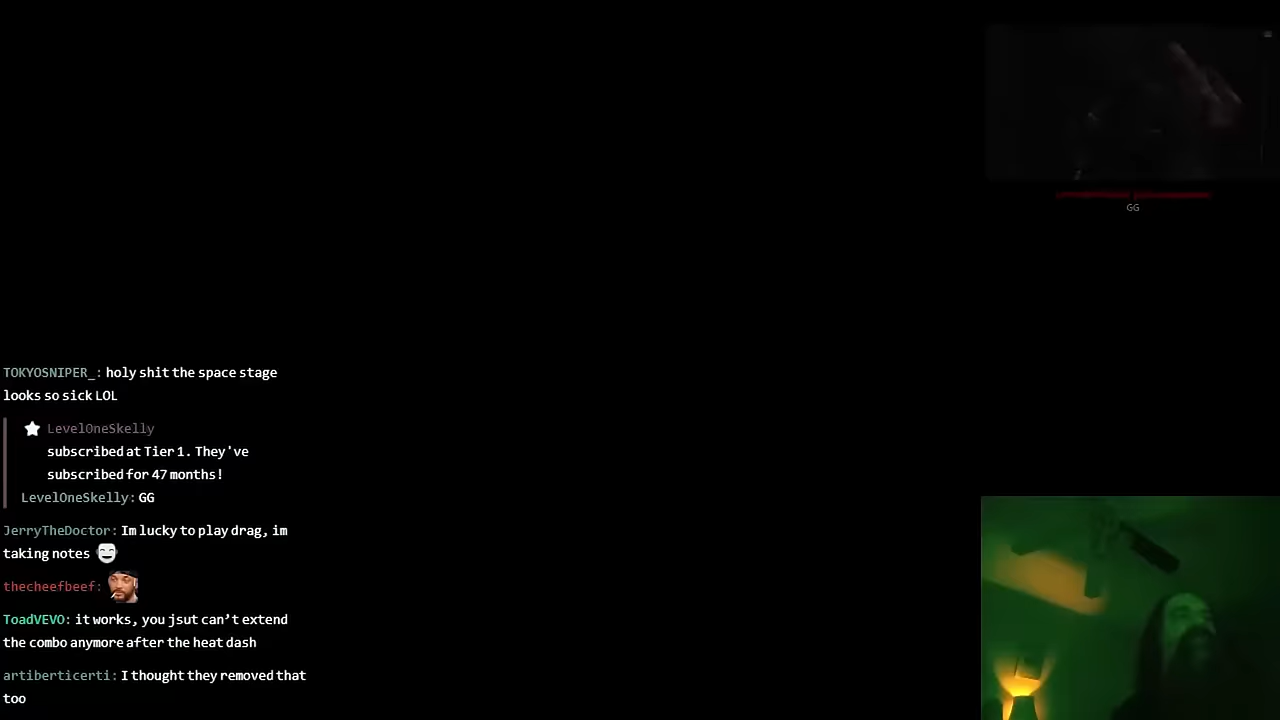 GG
TOKYOSNIPER_: holy shit the space stage
looks so sick LOL
LevelOneSkelly
subscribed at Tier 1. They've
subscribed for 47 months!
LevelOneSkelly: GG
JerryTheDoctor: Im lucky to play drag, im
taking notes
thecheefbeef:
ToadVEVO: it works, you jsut can’t extend
the combo anymore after the heat dash
artiberticerti: I thought they removed that
too